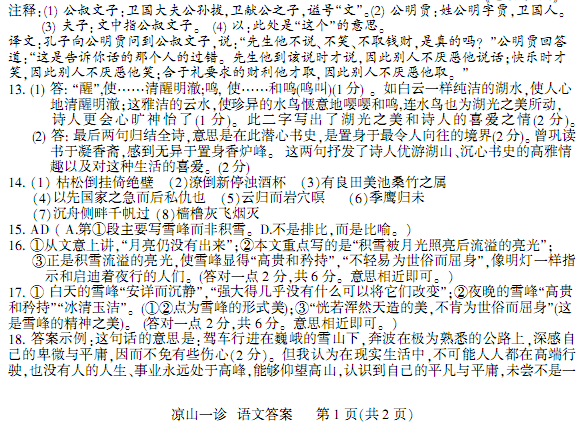 注释:(1) 公叔文子:卫国大夫公孙拔,卫献公之子,谥号“文”。(2) 公明贾:姓公明字贾,卫国人。
(3) 夫子:文中指公叔文子。 (4) 以:此处是“这个”的意思。
译文:孔子向公明贾问到公叔文子,说:“先生他不说、不笑、不取钱财,是真的吗?”公明贾回答
道:“这是告诉你话的那个人的过错。先生他到该说时才说,因此别人不厌恶他说话;快乐时才
笑,因此别人不厌恶他笑;合于礼要求的财利他才取,因此别人不厌恶他取。”
13. (1) 答: “醒”,使……清醒明澈;鸣, 使……和鸣(鸣叫)(1 分) 。 如白云一样纯洁的湖水,使人心
地清醒明澈;这雅洁的云水,使珍异的水鸟惬意地嘤嘤和鸣,连水鸟也为湖光之美所动,
诗人更会心旷神怡了(1 分) 。此二字写出了湖光之美和诗人的喜爱之情(2 分)。
(2) 答: 最后两句归结全诗,意思是在此潜心书史,是置身于最令人向往的境界(2 分) 。曾巩读
书于凝香斋,感到无异于置身香炉峰。 这两句抒发了诗人优游湖山、沉心书史的高雅情
趣以及对这种生活的喜爱。(2 分)
14. (1) 枯松倒挂倚绝壁 (2)潦倒新停浊酒杯 (3)有良田美池桑竹之属
(4)以先国家之急而后私仇也 (5)云归而岩穴暝 (6)季鹰归未
(7)沉舟侧畔千帆过 (8)樯橹灰飞烟灭
15. AD ( A.第①段主要写雪峰而非积雪。D.不是排比,而是比喻。)
16. ①从文意上讲,“月亮仍没有出来”;②本文重点写的是“积雪被月光照亮后流溢的亮光”;
③正是积雪流溢的亮光,使雪峰显得“高贵和矜持”,“不轻易为世俗而屈身”,像明灯一样指
示和启迪着夜行的人们。(答对一点 2 分,共 6 分。意思相近即可。)
17. ① 白天的雪峰“安详而沉静”,“强大得几乎没有什么可以将它们改变”;②夜晚的雪峰“高贵
和矜持”“冰清玉洁”。(①②点为雪峰的形式美);③“恍若浑然天造的美,不肯为世俗而屈身”(这
是雪峰的精神之美)。 (答对一点 2 分,共 6 分。意思相近即可。)
18. 答案示例:这句话的意思是:驾车行进在巍峨的雪山下,奔波在极为熟悉的公路上,深感自
己的卑微与平庸,因而不免有些伤心(2 分) 。但我认为在现实生活中,不可能人人都在高端行
驶,也没有人的人生、事业永远处于高峰,能够仰望高山,认识到自己的平凡与平庸,未尝不是一
凉山一诊 语文答案 第 1 页(共 2 页)